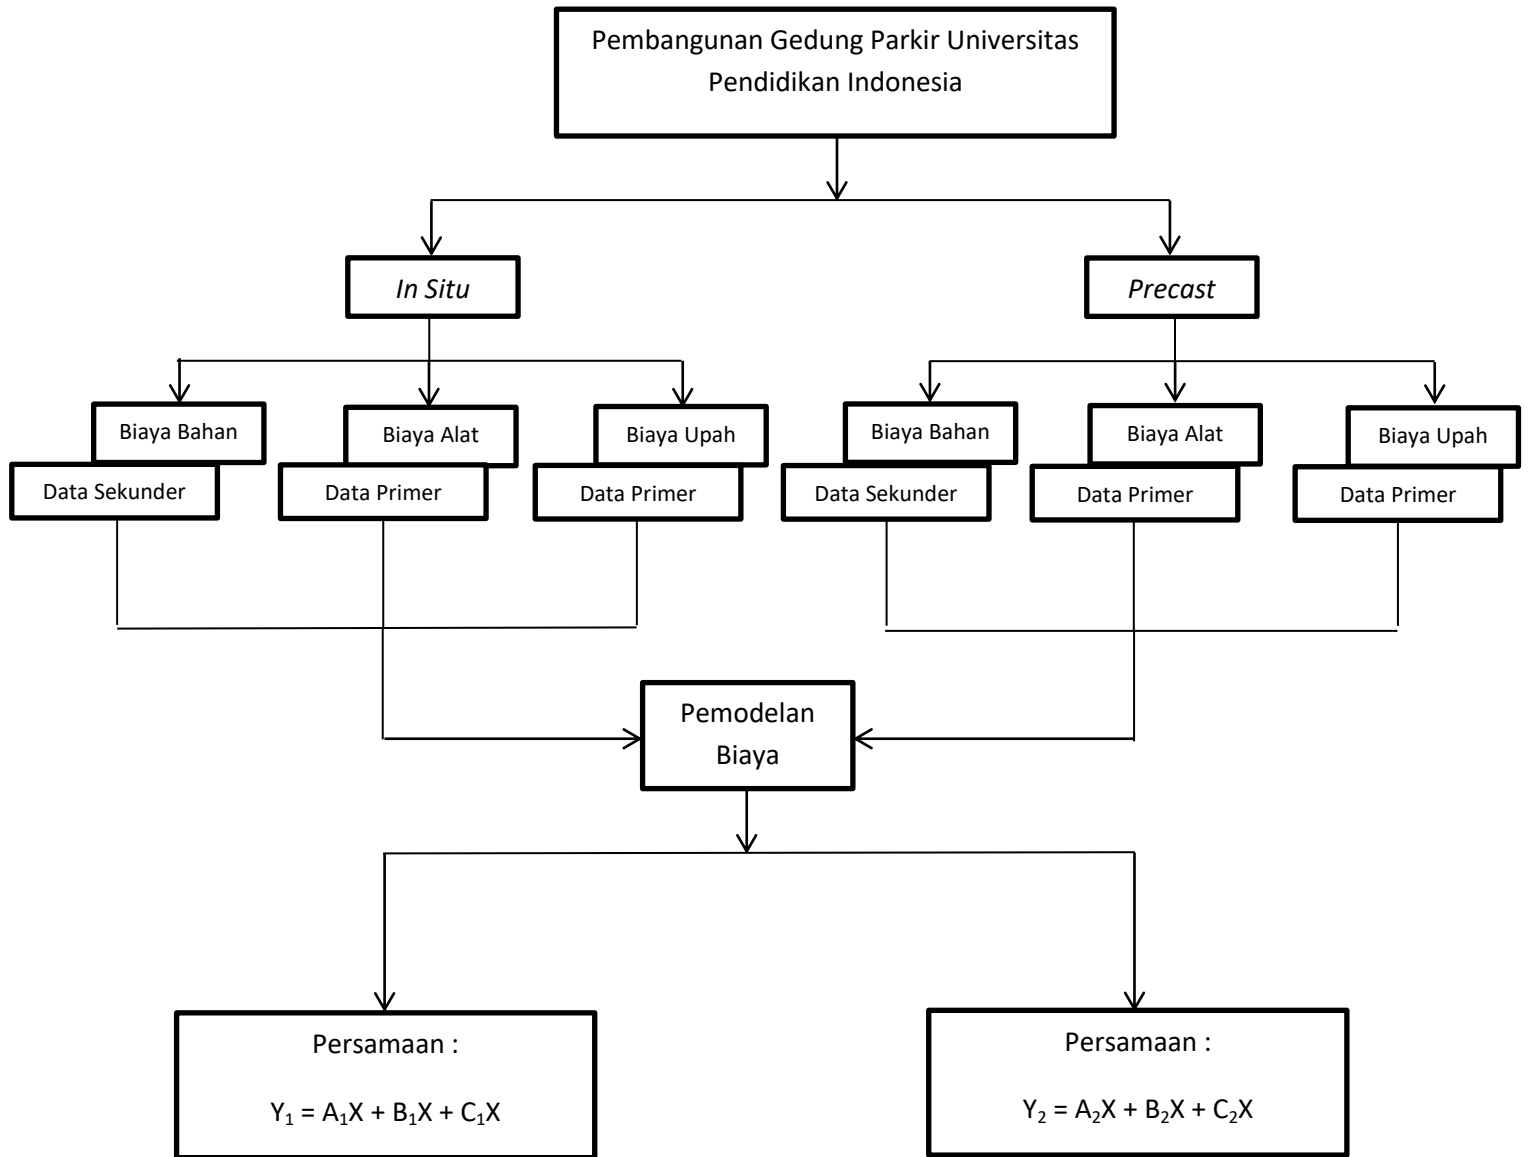 Pembangunan Gedung Parkir Universitas
Pendidikan Indonesia
In Situ
Precast
Biaya Bahan
Biaya Alat
Biaya Upah
Biaya Bahan
Biaya Alat
Biaya Upah
Data Sekunder
Data Primer
Data Primer
Data Sekunder
Data Primer
Data Primer
Pemodelan
Biaya
Persamaan :
Y₁ = A₁X + B₁X + C₁X
Persamaan :
Y₂ = A₂X + B₂X + C₂X